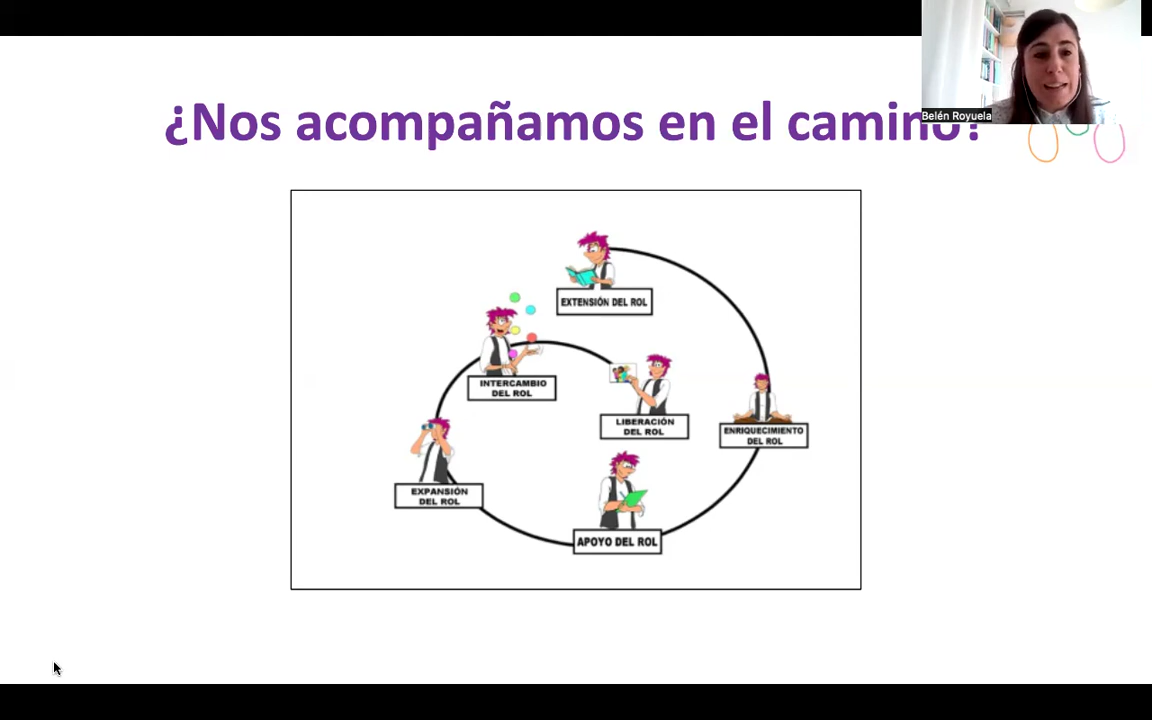 Belén Royuela
¿Nos acompañamos en el camino?
EXTENSIÓN DEL ROL
INTERCAMBIO
DEL ROL
LIBERACIÓN
DEL ROL
ENRIQUECIMIENTO
DEL ROL
EXPANSIÓN
DEL ROL
APOYO DEL ROL